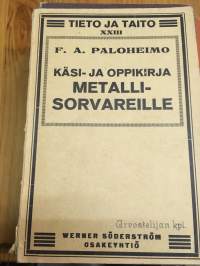 TIETO JA TAITO
XXIII
F. A. PALOHEIMO
KÄSI- JA OPPIKIRJA
METALLI-
SORVAREILLE
Arvostelijan kpl.
WERNER SÖDERSTRÖM
OSAKEYHTIÖ